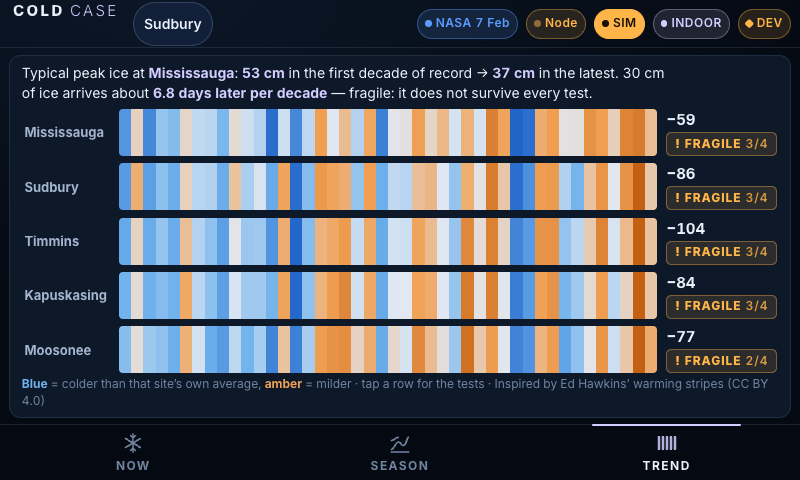 COLD CASE
Sudbury
NASA 7 Feb
Node
SIM
INDOOR
DEV
Typical peak ice at Mississauga: 53 cm in the first decade of record → 37 cm in the latest. 30 cm
of ice arrives about 6.8 days later per decade — fragile: it does not survive every test.
Mississauga
−59
! FRAGILE 3/4
Sudbury
−86
! FRAGILE 3/4
Timmins
−104
! FRAGILE 3/4
Kapuskasing
−84
! FRAGILE 3/4
Moosonee
−77
! FRAGILE 2/4
Blue = colder than that site’s own average, amber = milder · tap a row for the tests · Inspired by Ed Hawkins’ warming stripes (CC BY
4.0)
NOW
SEASON
TREND